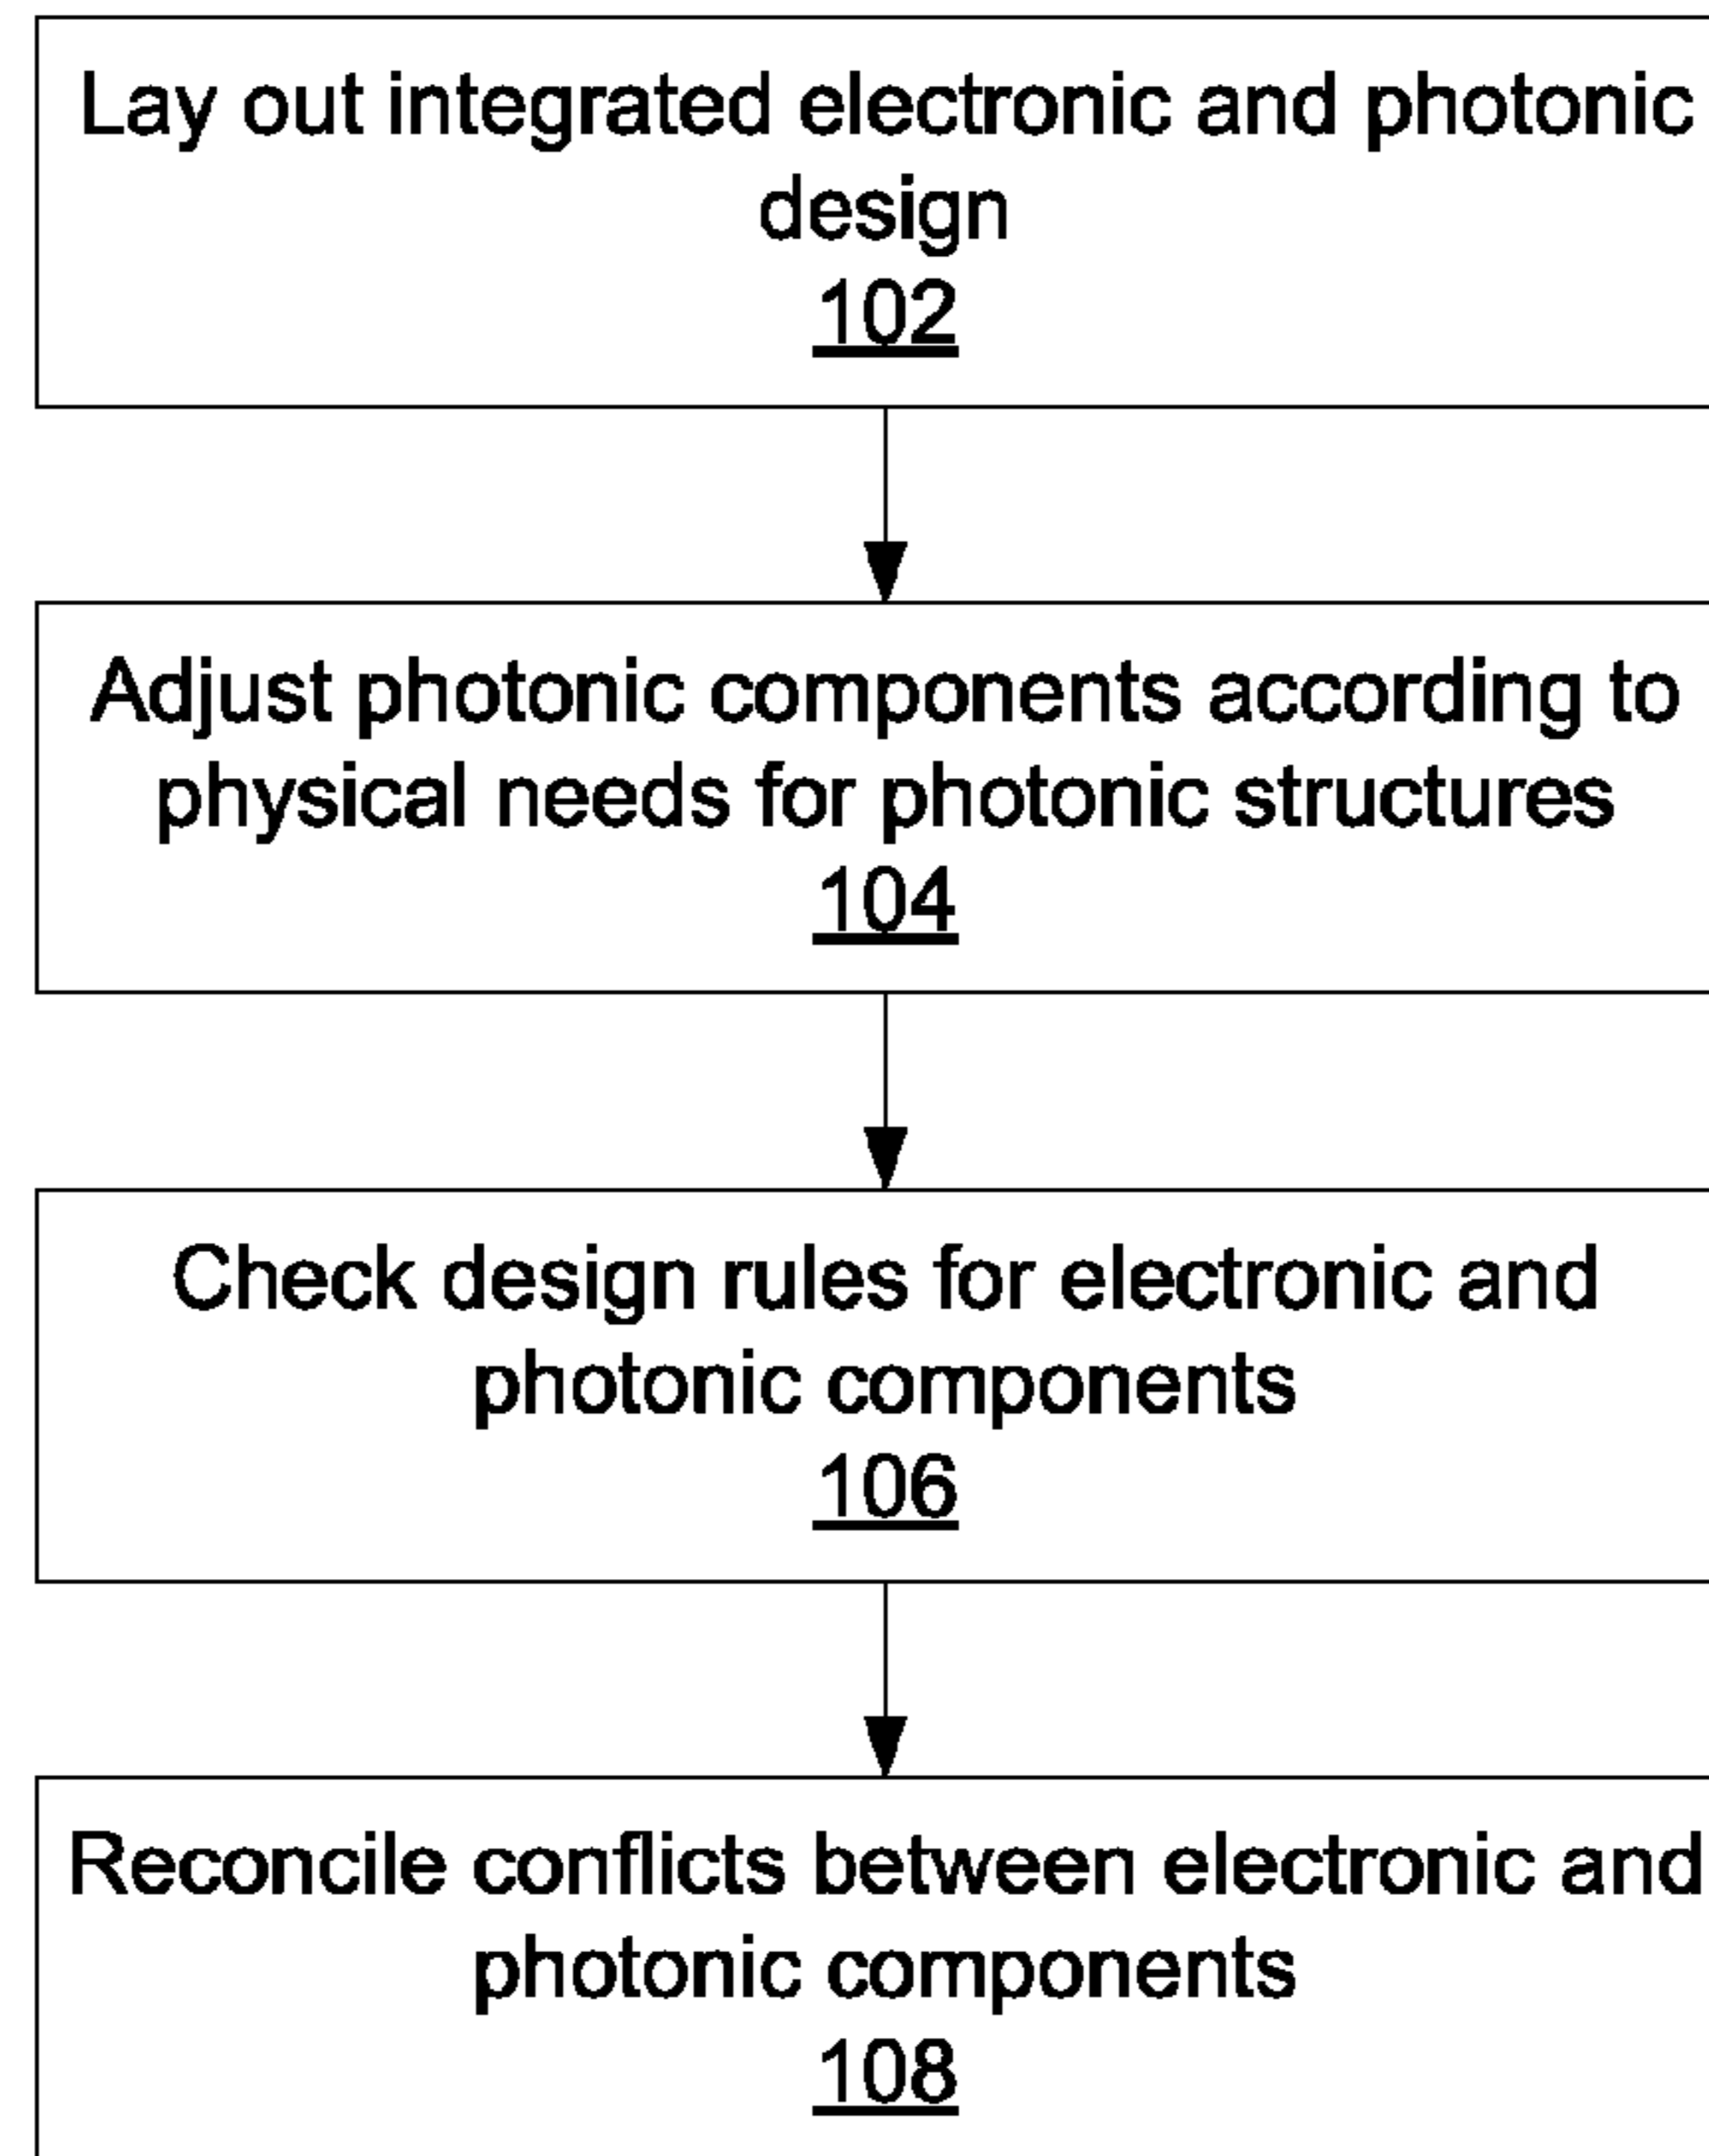 Lay out integrated electronic and photonic
design
102
Adjust photonic components according to
physical needs for photonic structures
104
Check design rules for electronic and
photonic components
106
Reconcile conflicts between electronic and
photonic components
108